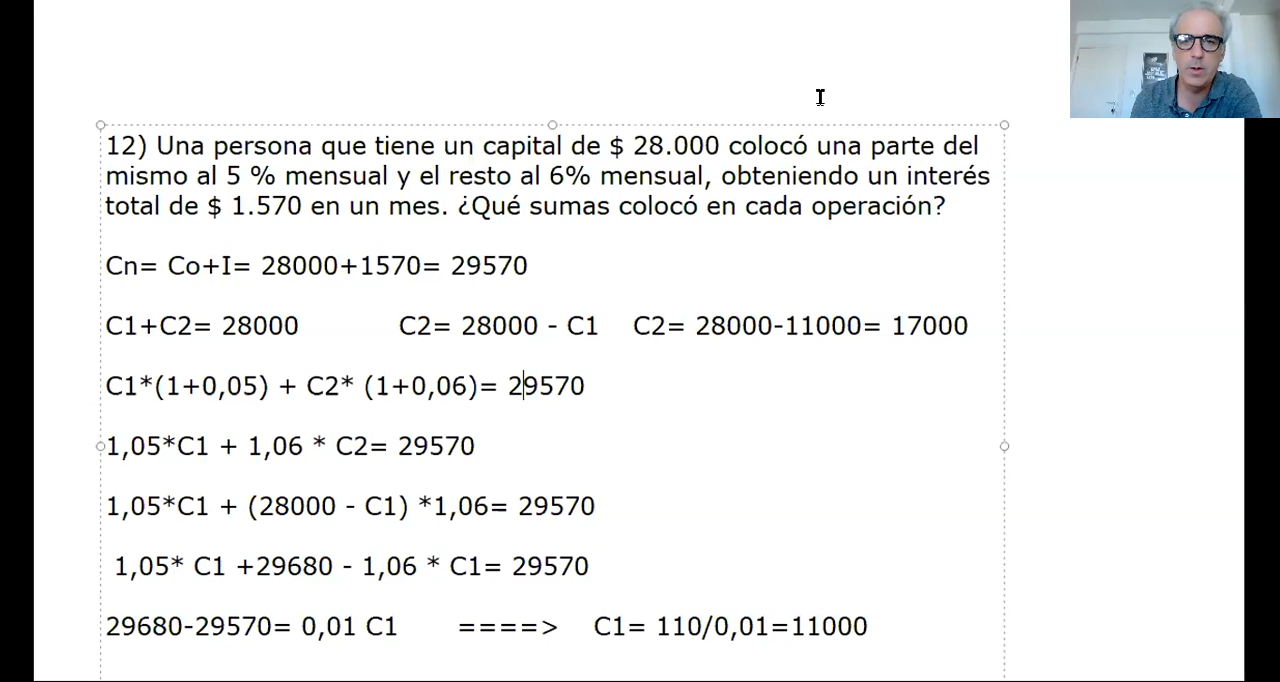 12) Una persona que tiene un capital de $ 28.000 colocó una parte del
mismo al 5 % mensual y el resto al 6% mensual, obteniendo un interés
total de $ 1.570 en un mes. ¿Qué sumas colocó en cada operación?
Cn= Co+I= 28000+1570= 29570
C1+C2= 28000 C2= 28000 - C1 C2= 28000-11000= 17000
C1*(1+0,05) + C2* (1+0,06)= 29570
1,05*C1 + 1,06 * C2= 29570
1,05*C1 + (28000 - C1) *1,06= 29570
1,05* C1 +29680 - 1,06 * C1= 29570
29680-29570= 0,01 C1 ====> C1= 110/0,01=11000